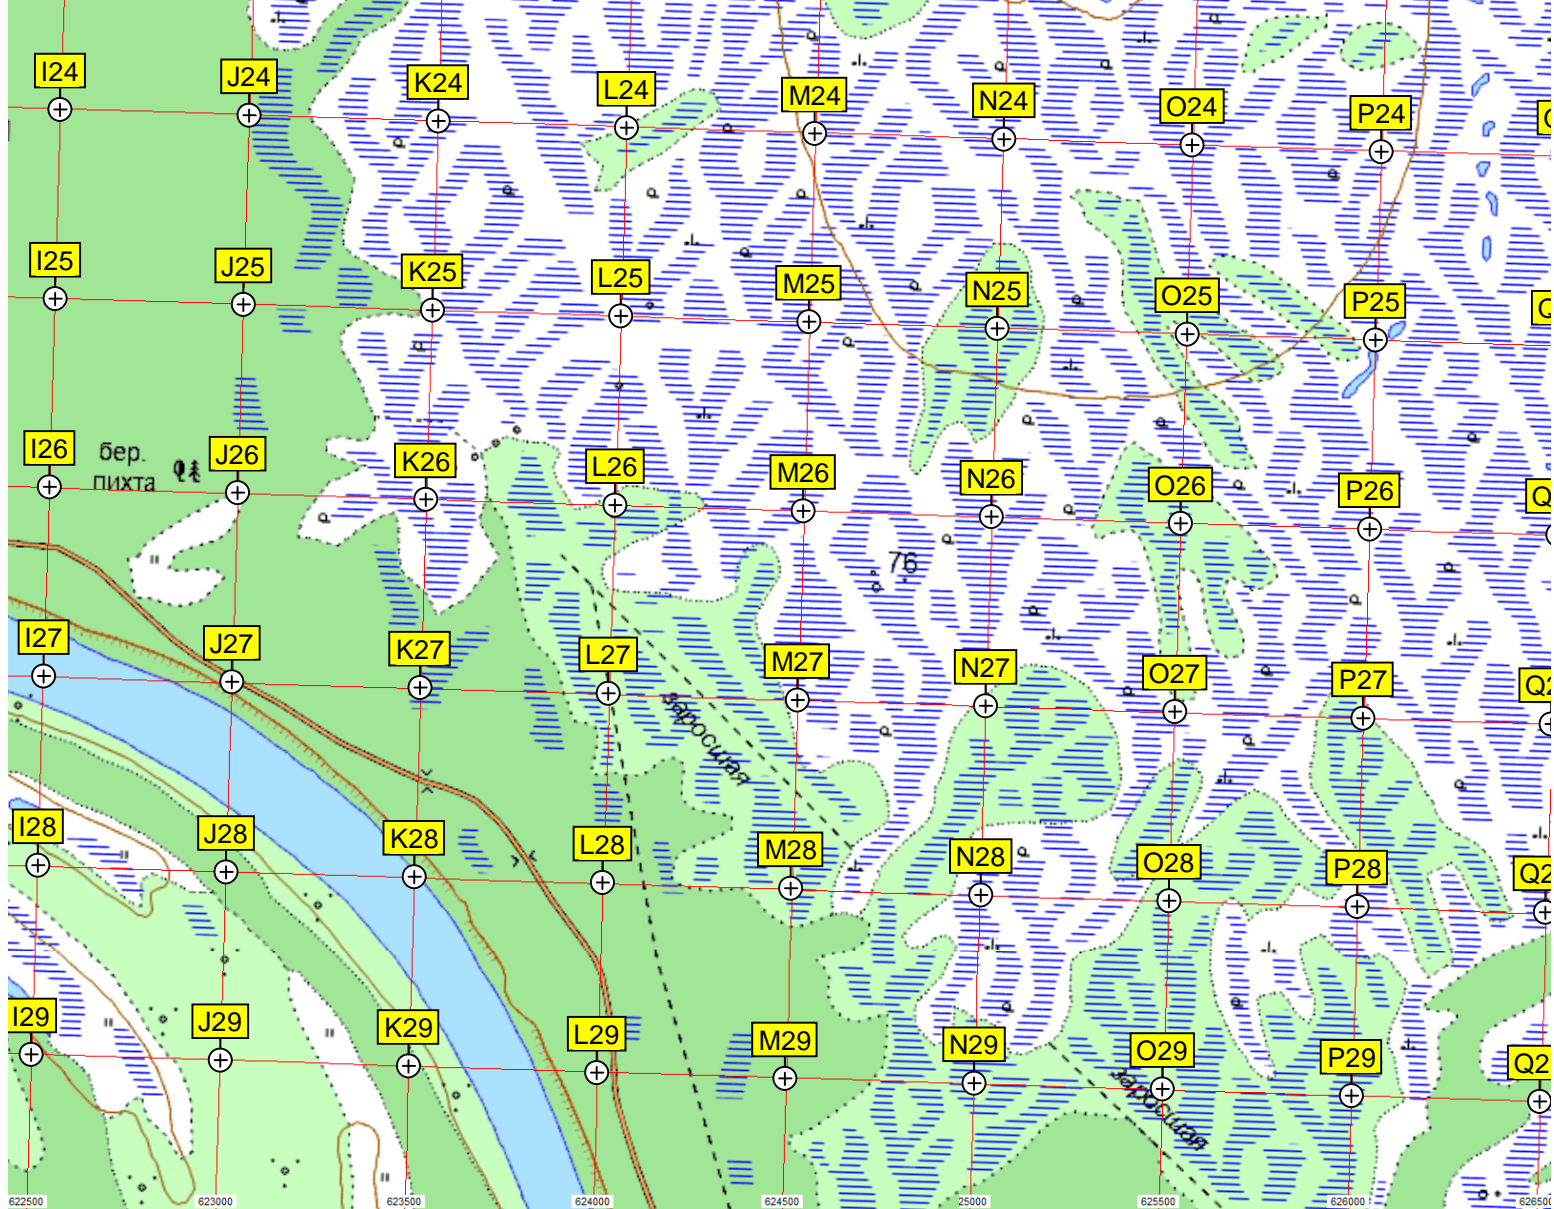 I24 J24 K24 L24 M24 N24 O24 P24
I25 J25 K25 L25 M25 N25 O25 P25
бер.
пихта
I26 J26 K26 L26 M26 N26 O26 P26
76
I27 J27 K27 L27 M27 N27 O27 P27
заросшая
I28 J28 K28 L28 M28 N28 O28 P28
I29 J29 K29 L29 M29 N29 O29 P29
заросшая
622500 623000 623500 624000 624500 25000 625500 626000 626500